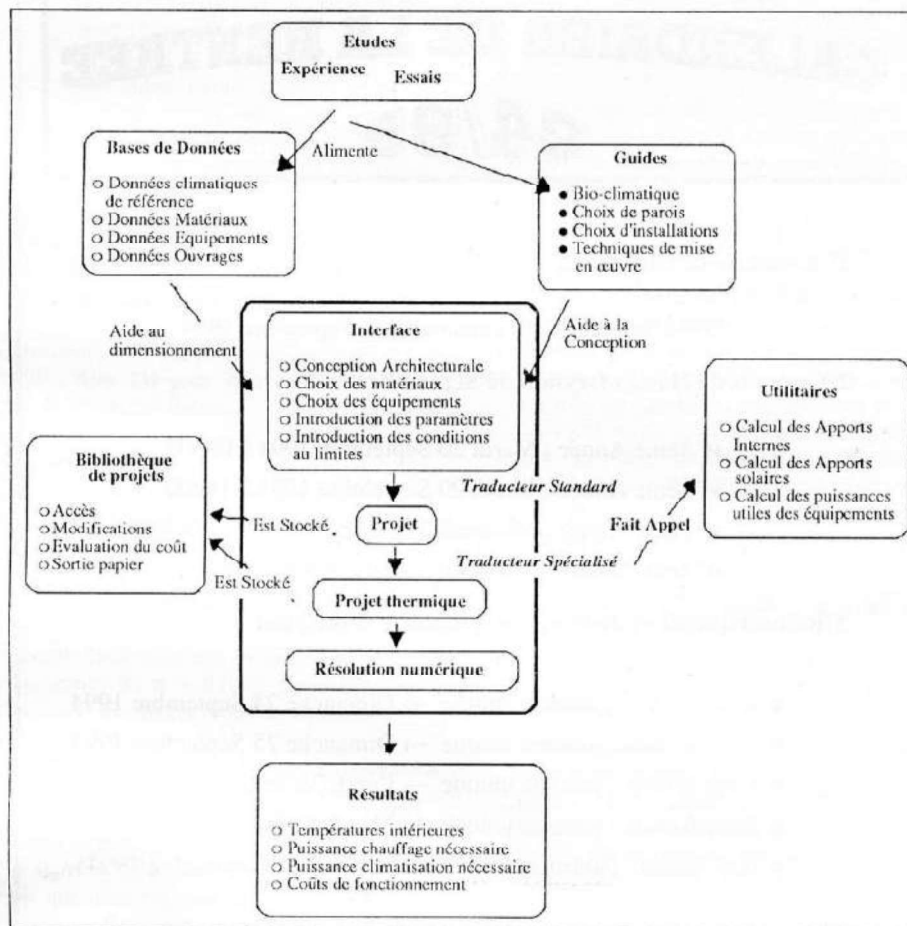 Etudes
Expérience
Essais
Alimente
Bases de Données
○ Données climatiques
de référence
○ Données Matériaux
○ Données Equipements
○ Données Ouvrages
Guides
● Bio-climatique
● Choix de parois
● Choix d'installations
● Techniques de mise
en œuvre
Aide au
dimensionnement
Aide à la
Conception
Interface
○ Conception Architecturale
○ Choix des matériaux
○ Choix des équipements
○ Introduction des paramètres
○ Introduction des conditions
au limites
Utilitaires
○ Calcul des Apports
Internes
○ Calcul des Apports
solaires
○ Calcul des puissances
utiles des équipements
Bibliothèque
de projets
○ Accès
○ Modifications
○ Evaluation du coût
○ Sortie papier
Traducteur Standard
Est Stocké
Projet
Fait Appel
Traducteur Spécialisé
Est Stocké
Projet thermique
Résolution numérique
Résultats
○ Températures intérieures
○ Puissance chauffage nécessaire
○ Puissance climatisation nécessaire
○ Coûts de fonctionnement